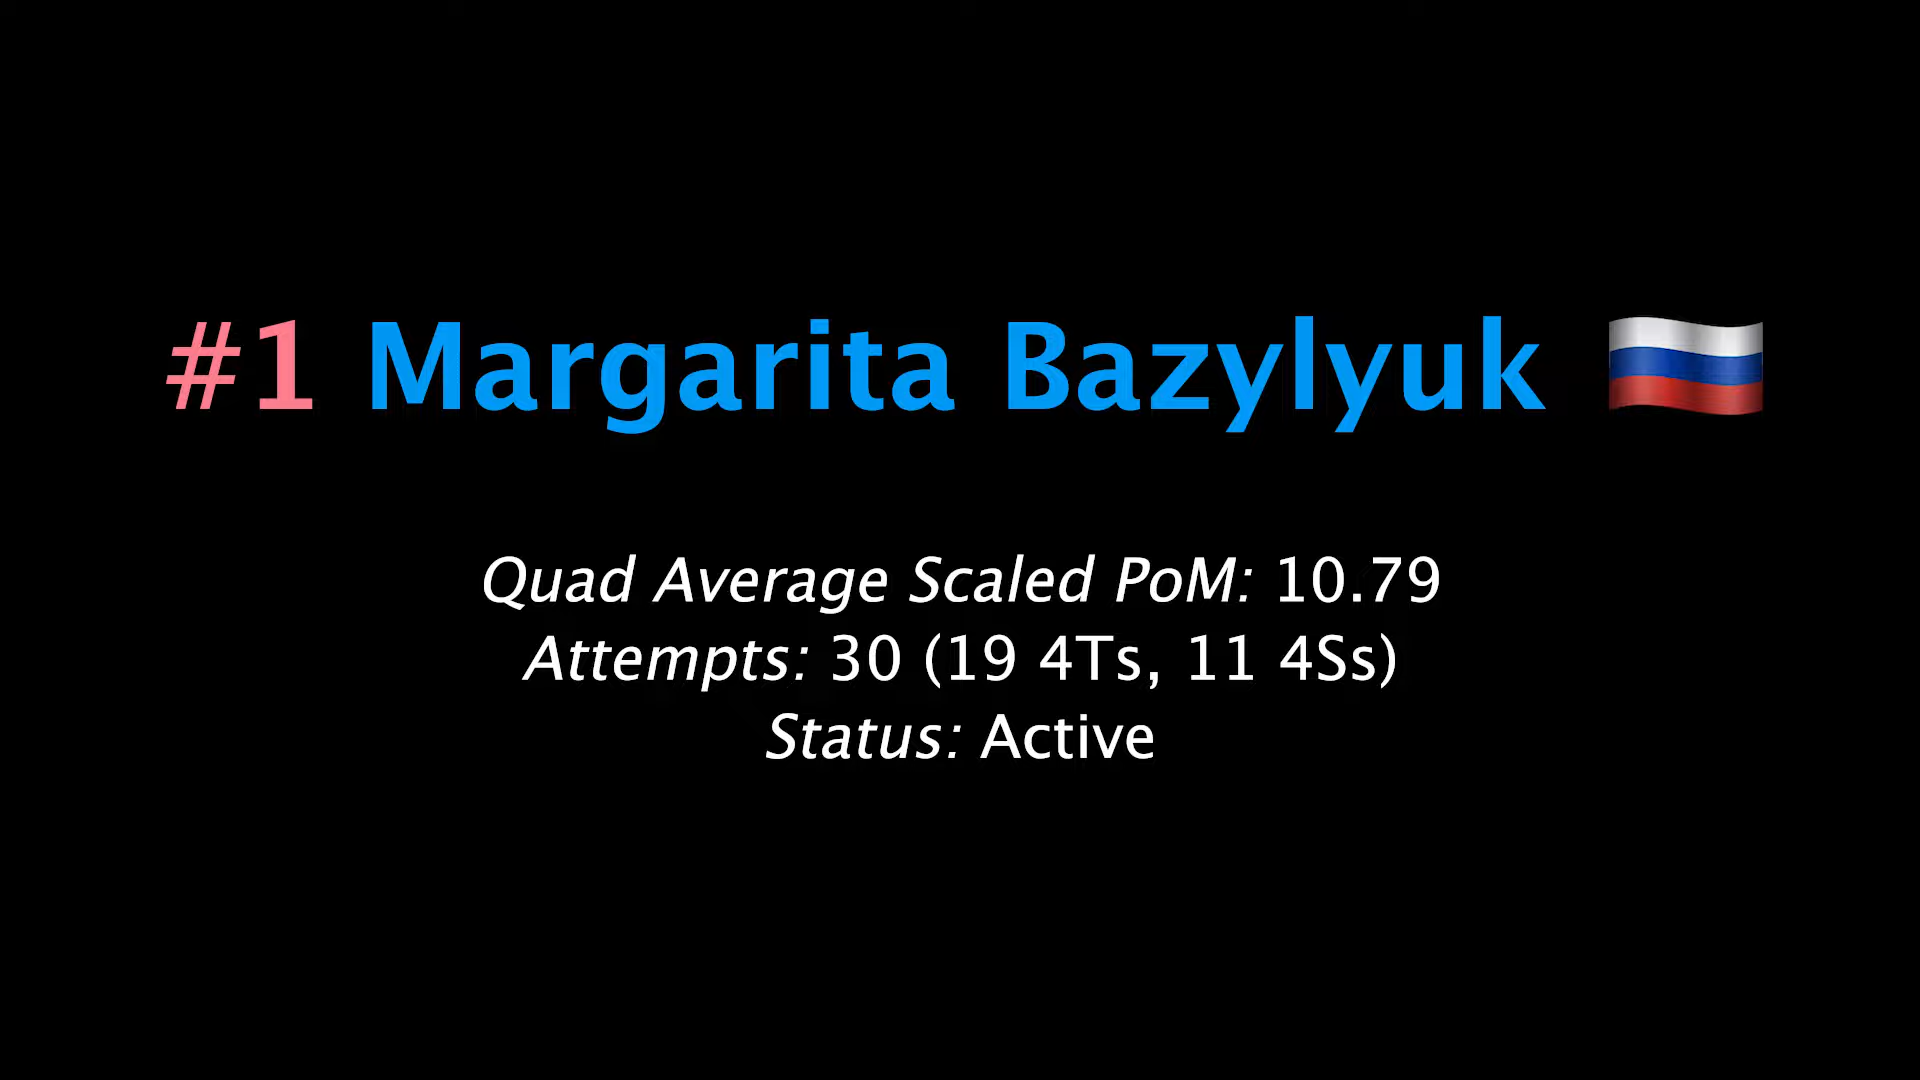 #1 Margarita Bazylyuk 🇷🇺
Quad Average Scaled PoM: 10.79
Attempts: 30 (19 4Ts, 11 4Ss)
Status: Active